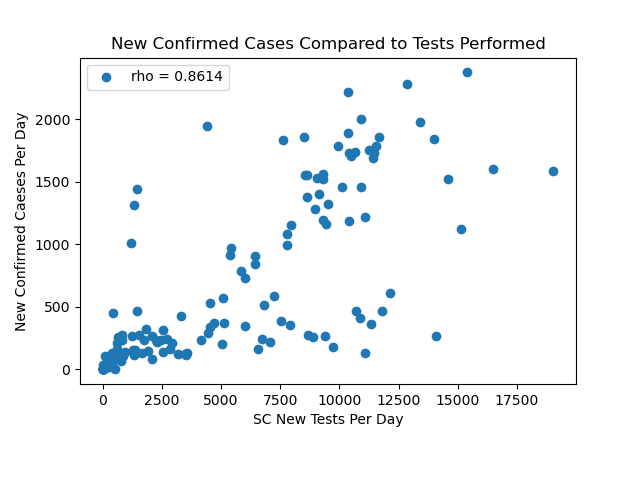 New Confirmed Cases Compared to Tests Performed
rho = 0.8614
New Confirmed Caeses Per Day
2000
1500
1000
500
0
0 2500 5000 7500 10000 12500 15000 17500
SC New Tests Per Day